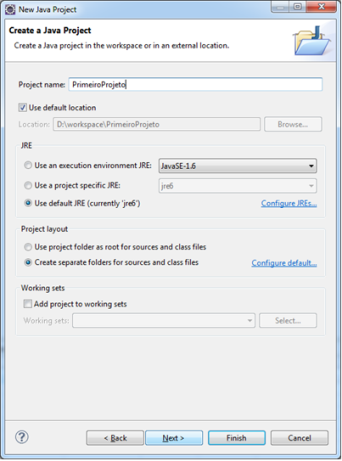 New Java Project
Create a Java Project
Create a Java project in the workspace or in an external location.
Project name: PrimeiroProjeto
Use default location
Location: D:\workspace\PrimeiroProjeto Browse...
JRE
Use an execution environment JRE: JavaSE-1.6
Use a project specific JRE: jre6
Use default JRE (currently 'jre6') Configure JREs...
Project layout
Use project folder as root for sources and class files
Create separate folders for sources and class files Configure default...
Working sets
Add project to working sets
Working sets: Select...
? < Back Next > Finish Cancel